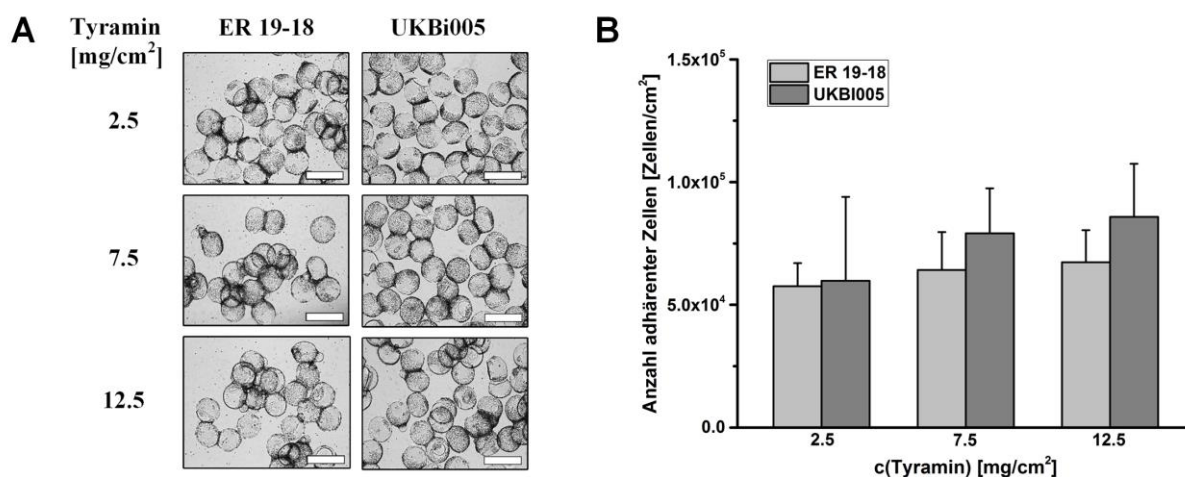 A
Tyramin
[mg/cm²]
ER 19-18
UKBi005
2.5
7.5
12.5
B
Anzahl adhärenter Zellen [Zellen/cm²]
1.5x10⁵
1.0x10⁵
5.0x10⁴
0.0
ER 19-18
UKBI005
2.5
7.5
12.5
c(Tyramin) [mg/cm²]